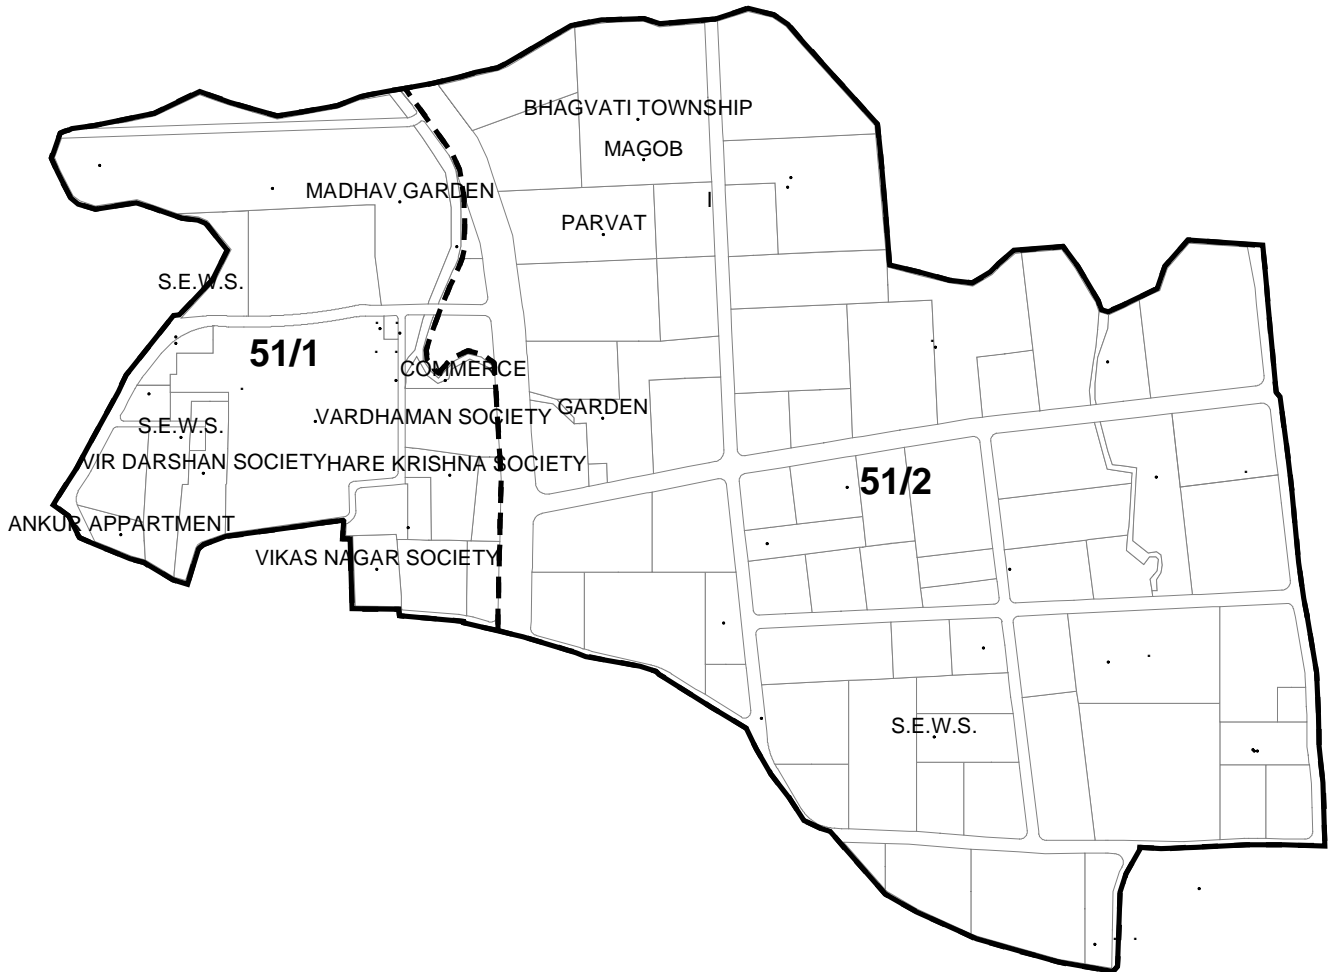 BHAGVATI TOWNSHIP
MAGOB
MADHAV GARDEN
PARVAT
S.E.W.S.
51/1
COMMERCE
GARDEN
VARDHAMAN SOCIETY
S.E.W.S.
VIR DARSHAN SOCIETY
HARE KRISHNA SOCIETY
51/2
ANKUR APPARTMENT
VIKAS NAGAR SOCIETY
S.E.W.S.